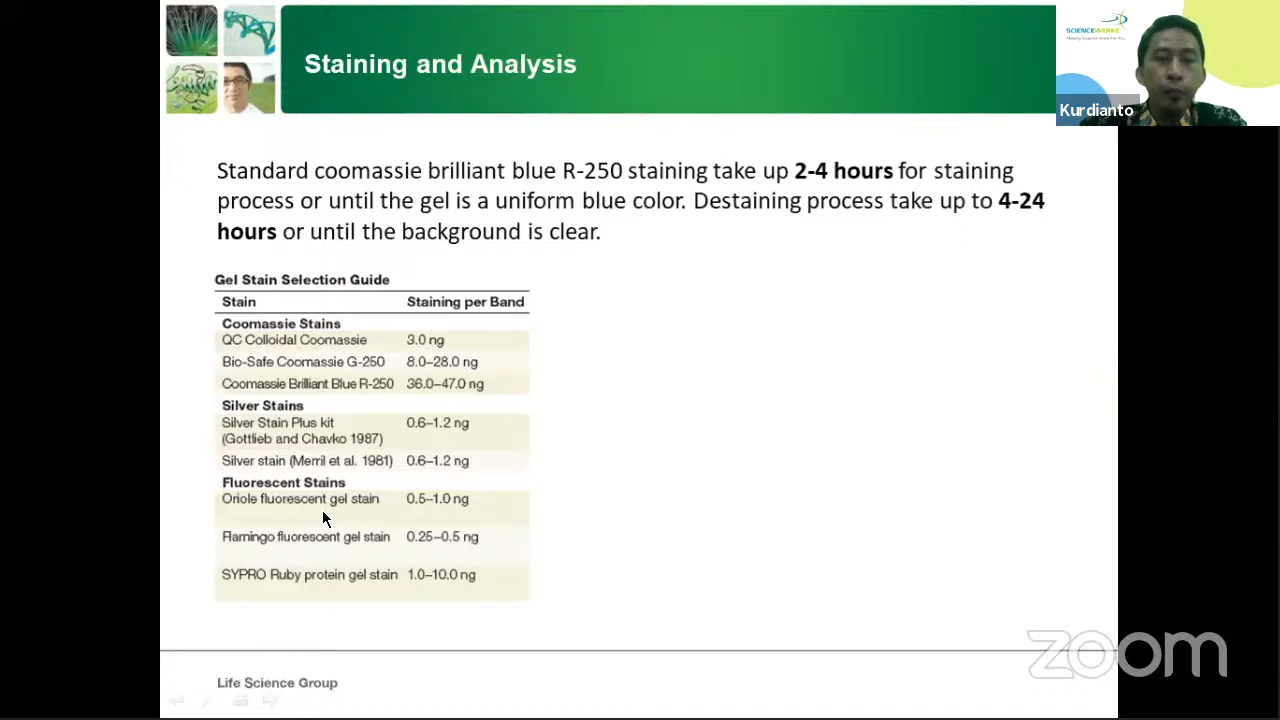 Staining and Analysis
SCIENCEWERKE
Making Science Work For You
Kurdianto
Standard coomassie brilliant blue R-250 staining take up 2-4 hours for staining
process or until the gel is a uniform blue color. Destaining process take up to 4-24
hours or until the background is clear.
Gel Stain Selection Guide
Stain Staining per Band
Coomassie Stains
QC Colloidal Coomassie 3.0 ng
Bio-Safe Coomassie G-250 8.0–28.0 ng
Coomassie Brilliant Blue R-250 36.0–47.0 ng
Silver Stains
Silver Stain Plus kit 0.6–1.2 ng
(Gottlieb and Chavko 1987)
Silver stain (Merril et al. 1981) 0.6–1.2 ng
Fluorescent Stains
Oriole fluorescent gel stain 0.5–1.0 ng
Flamingo fluorescent gel stain 0.25–0.5 ng
SYPRO Ruby protein gel stain 1.0–10.0 ng
zoom
Life Science Group